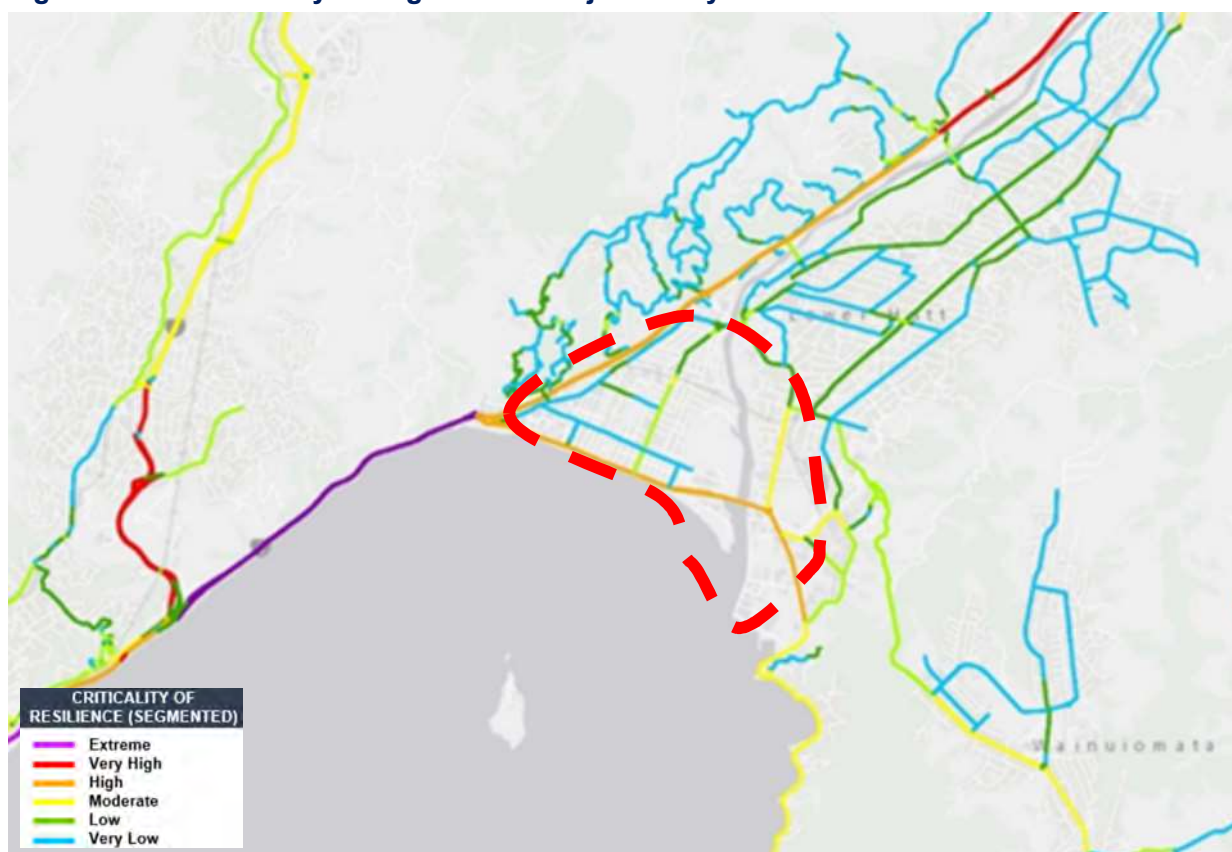 Lower Hutt
Wainuiomata
CRITICALITY OF
RESILIENCE (SEGMENTED)
Extreme
Very High
High
Moderate
Low
Very Low